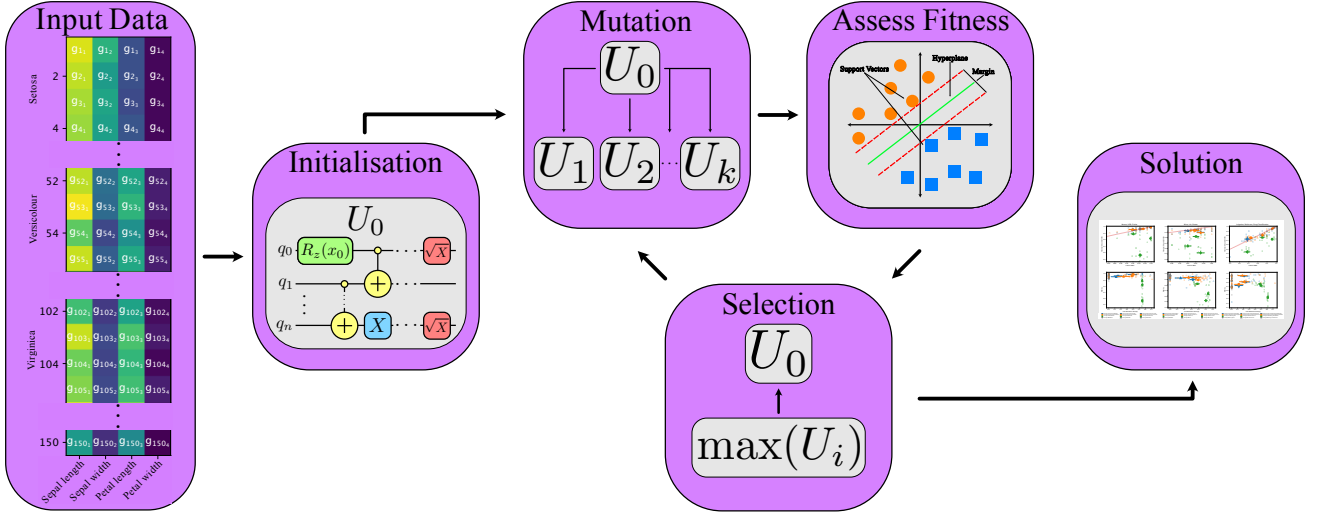 Input Data
g₁₁ g₁₂ g₁₃ g₁₄
2 g₂₁ g₂₂ g₂₃ g₂₄
Setosa
g₃₁ g₃₂ g₃₃ g₃₄
4 g₄₁ g₄₂ g₄₃ g₄₄
52 g₅₂₁ g₅₂₂ g₅₂₃ g₅₂₄
g₅₃₁ g₅₃₂ g₅₃₃ g₅₃₄
Versicolour
54 g₅₄₁ g₅₄₂ g₅₄₃ g₅₄₄
g₅₅₁ g₅₅₂ g₅₅₃ g₅₅₄
102 g₁₀₂₁ g₁₀₂₂ g₁₀₂₃ g₁₀₂₄
g₁₀₃₁ g₁₀₃₂ g₁₀₃₃ g₁₀₃₄
Virginica
104 g₁₀₄₁ g₁₀₄₂ g₁₀₄₃ g₁₀₄₄
g₁₀₅₁ g₁₀₅₂ g₁₀₅₃ g₁₀₅₄
150 g₁₅₀₁ g₁₅₀₂ g₁₅₀₃ g₁₅₀₄
Sepal length
Sepal width
Petal length
Petal width
Initialisation
U₀
q₀ R_z(x₀) √X
q₁ +
qₙ + X √X
Mutation
U₀
U₁ U₂ ... Uₖ
Assess Fitness
Hyperplane
Support Vectors
Margin
Selection
U₀
max(Uᵢ)
Solution